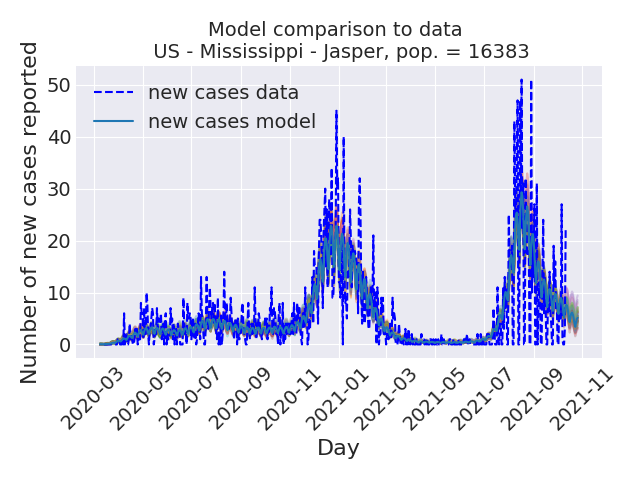 Model comparison to data
US - Mississippi - Jasper, pop. = 16383
Number of new cases reported
50
40
30
20
10
0
new cases data
new cases model
2020-03
2020-05
2020-07
2020-09
2020-11
2021-01
2021-03
2021-05
2021-07
2021-09
2021-11
Day